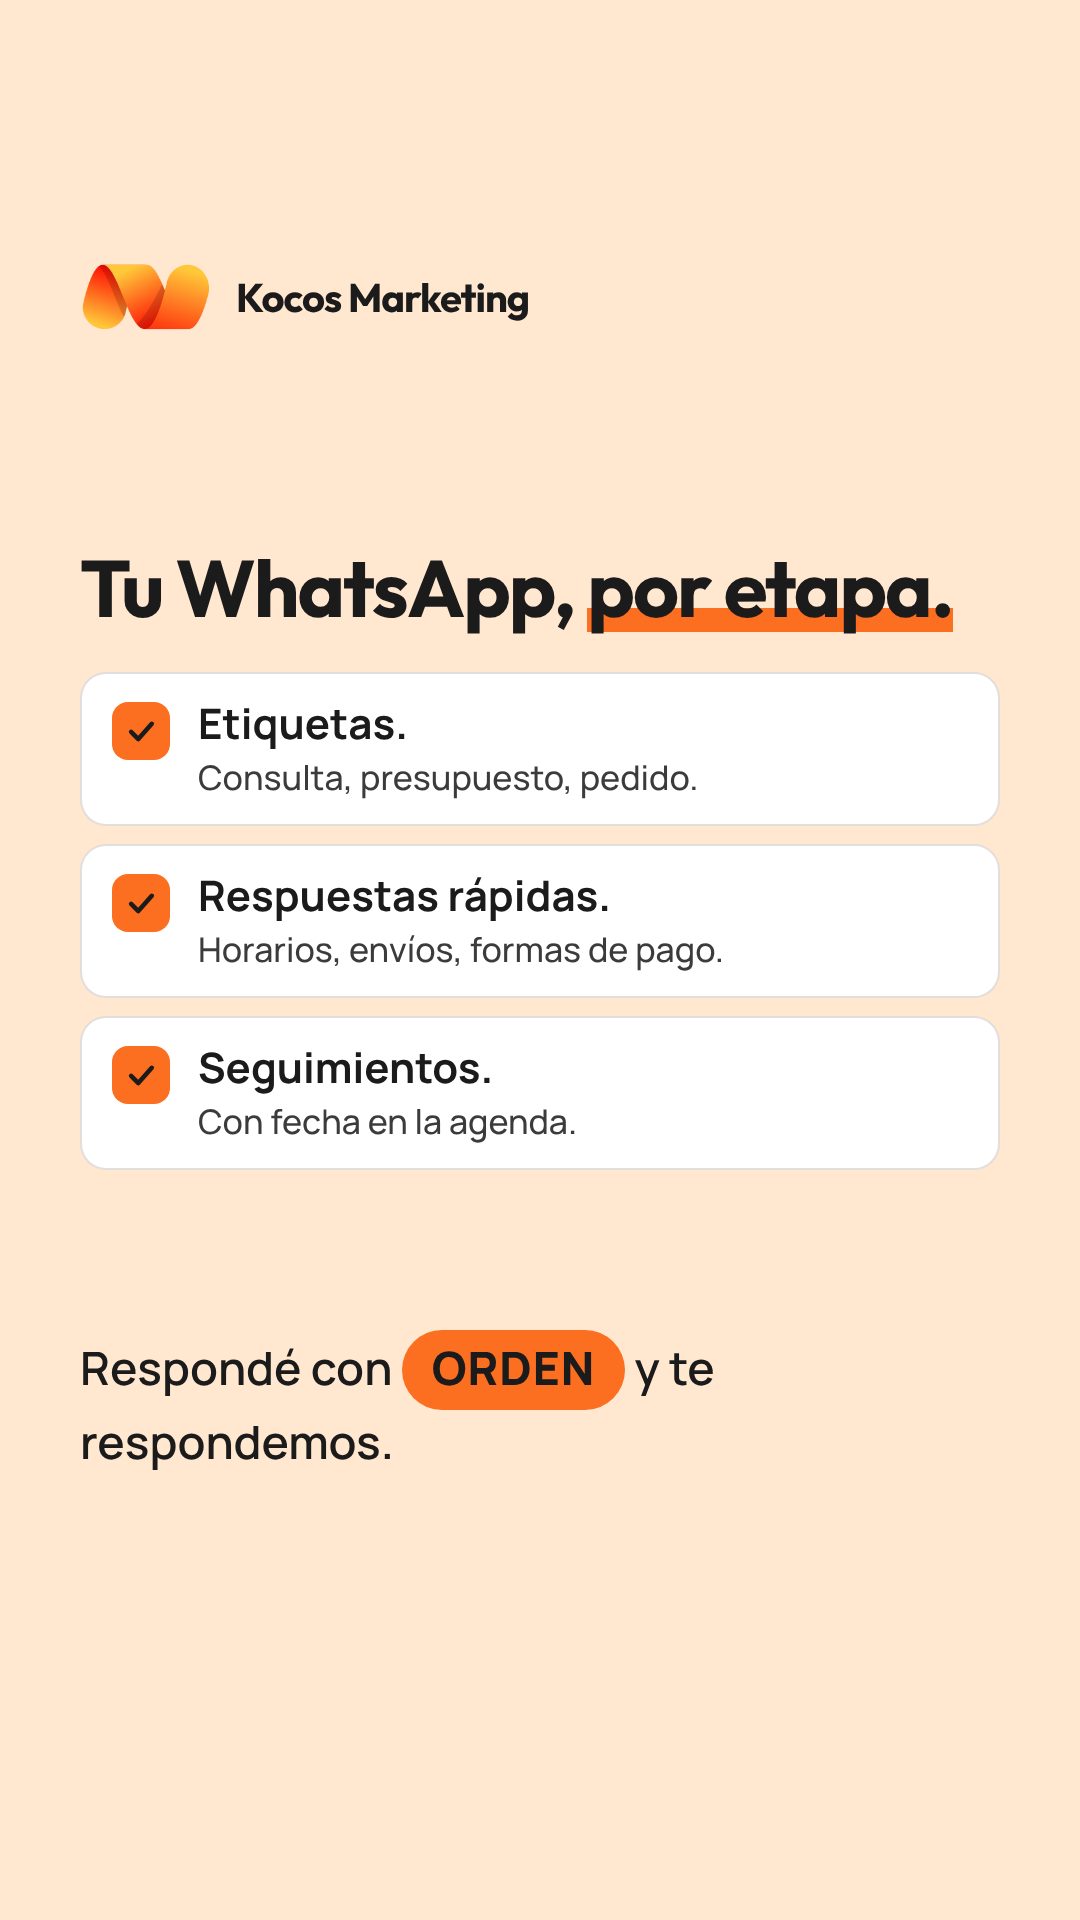 Kocos Marketing
Tu WhatsApp, por etapa.
Etiquetas.
Consulta, presupuesto, pedido.
Respuestas rápidas.
Horarios, envíos, formas de pago.
Seguimientos.
Con fecha en la agenda.
Respondé con ORDEN y te
respondemos.